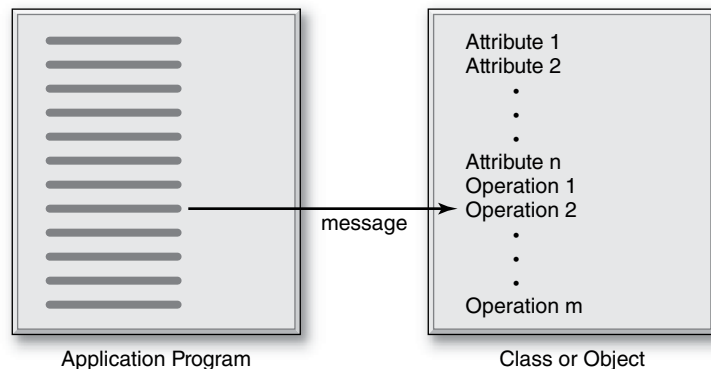 Attribute 1
Attribute 2
.
.
.
Attribute n
Operation 1
Operation 2
.
.
.
Operation m
message
Application Program
Class or Object